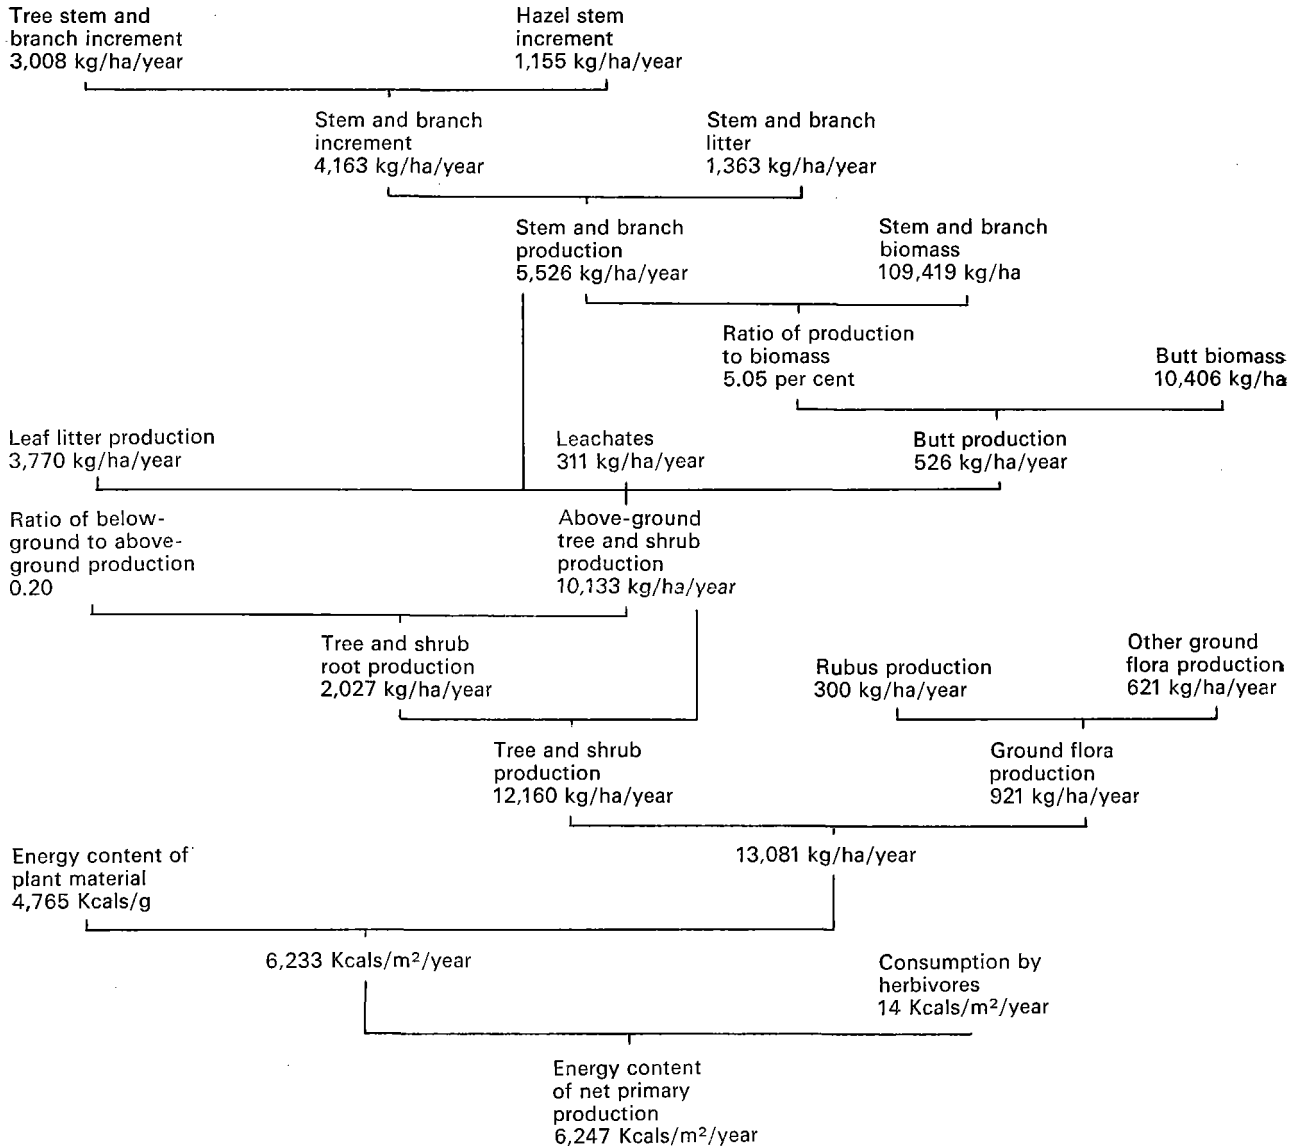 Tree stem and
branch increment
3,008 kg/ha/year
Hazel stem
increment
1,155 kg/ha/year
Stem and branch
increment
4,163 kg/ha/year
Stem and branch
litter
1,363 kg/ha/year
Stem and branch
production
5,526 kg/ha/year
Stem and branch
biomass
109,419 kg/ha
Ratio of production
to biomass
5.05 per cent
Butt biomass
10,406 kg/ha
Leaf litter production
3,770 kg/ha/year
Leachates
311 kg/ha/year
Butt production
526 kg/ha/year
Ratio of below-
ground to above-
ground production
0.20
Above-ground
tree and shrub
production
10,133 kg/ha/year
Tree and shrub
root production
2,027 kg/ha/year
Rubus production
300 kg/ha/year
Other ground
flora production
621 kg/ha/year
Tree and shrub
production
12,160 kg/ha/year
Ground flora
production
921 kg/ha/year
13,081 kg/ha/year
Energy content of
plant material
4,765 Kcals/g
6,233 Kcals/m²/year
Consumption by
herbivores
14 Kcals/m²/year
Energy content
of net primary
production
6,247 Kcals/m²/year